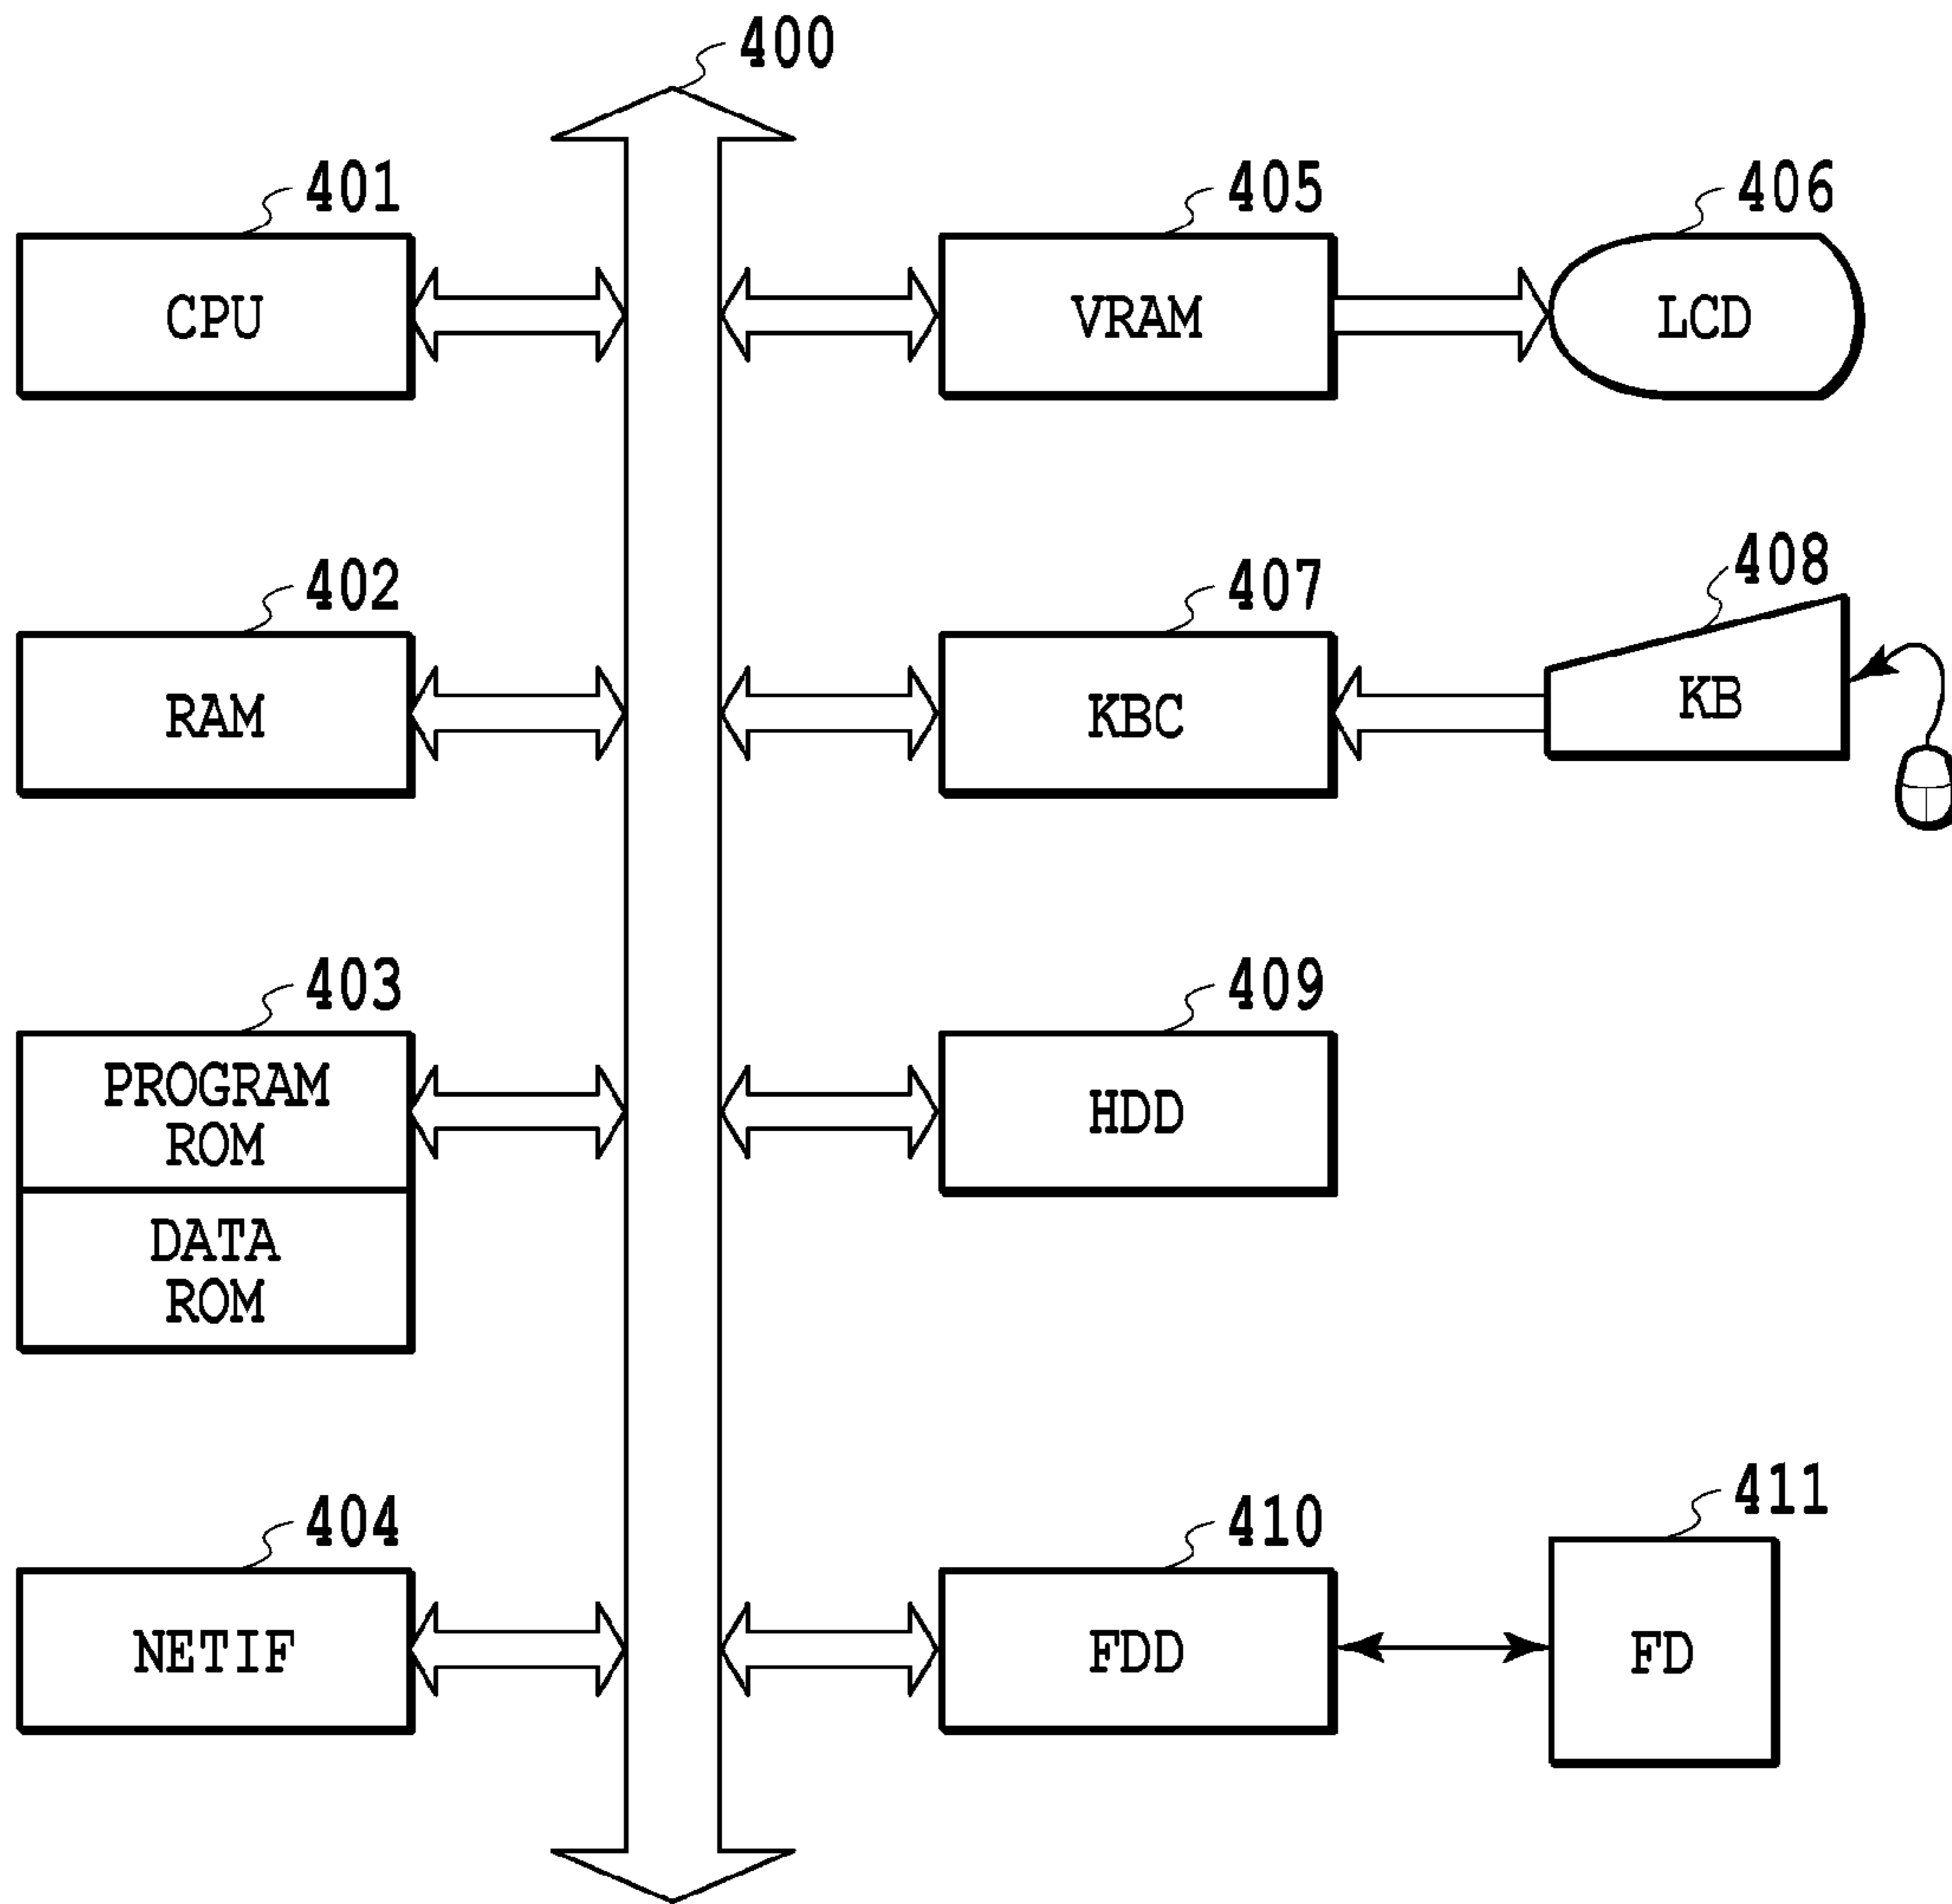 400
401
405
406
CPU
VRAM
LCD
402
407
408
RAM
KBC
KB
403
409
PROGRAM
ROM
HDD
DATA
ROM
404
410
411
NETIF
FDD
FD